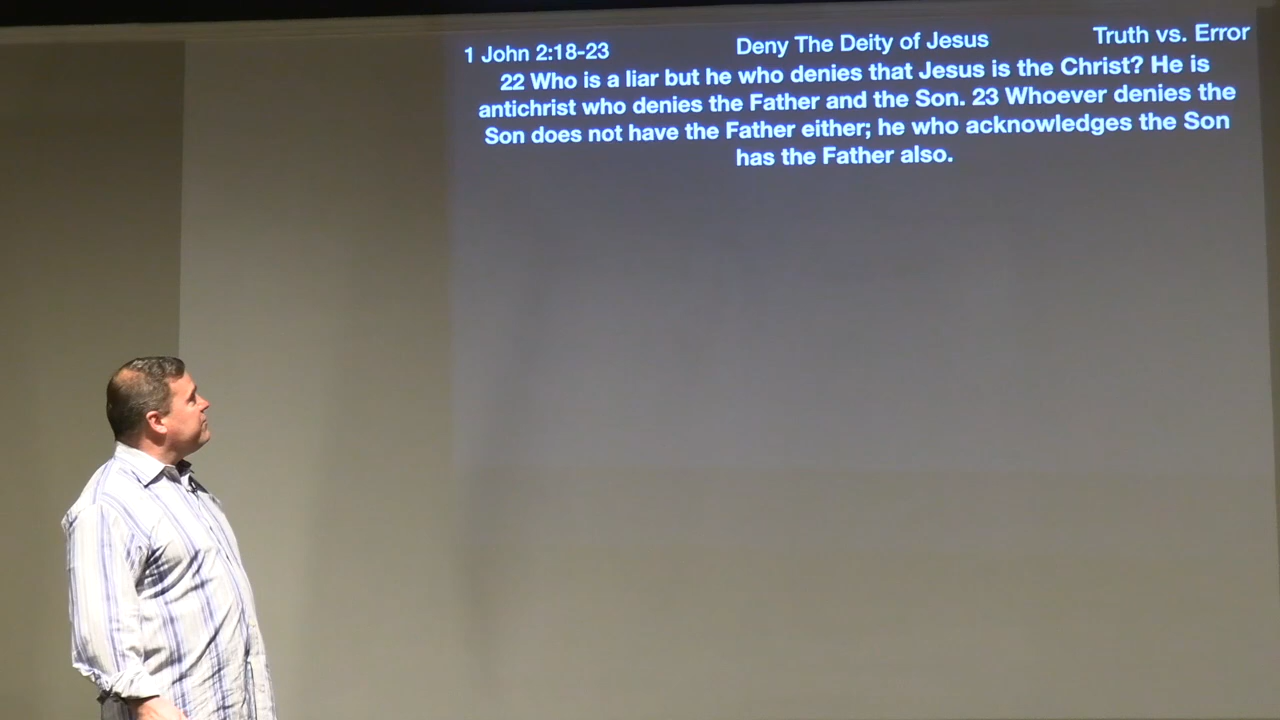 1 John 2:18-23 Deny The Deity of Jesus Truth vs. Error
22 Who is a liar but he who denies that Jesus is the Christ? He is
antichrist who denies the Father and the Son. 23 Whoever denies the
Son does not have the Father either; he who acknowledges the Son
has the Father also.